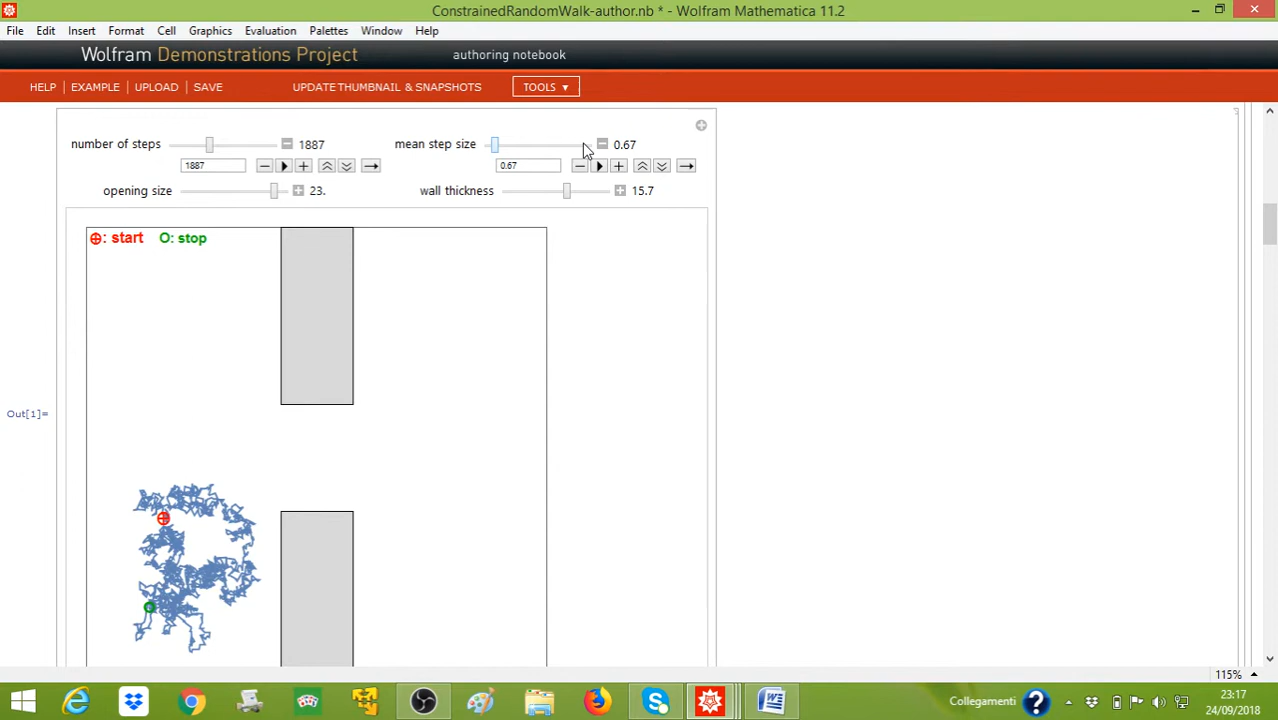 ConstrainedRandomWalk-author.nb * - Wolfram Mathematica 11.2
File Edit Insert Format Cell Graphics Evaluation Palettes Window Help
Wolfram Demonstrations Project authoring notebook
HELP | EXAMPLE | UPLOAD | SAVE UPDATE THUMBNAIL & SNAPSHOTS TOOLS ▼
number of steps 1887 mean step size 0.67
1887 0.67
opening size 23. wall thickness 15.7
⊕: start O: stop
Out[1]=
115%
Collegamenti
23:17
24/09/2018